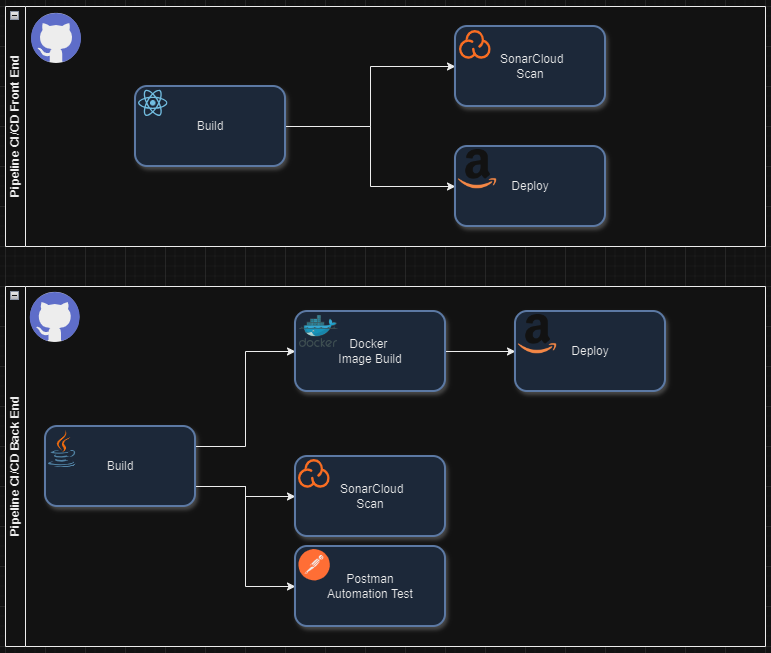 Pipeline CI/CD Front End
Build
SonarCloud
Scan
Deploy
Pipeline CI/CD Back End
Build
docker
Docker
Image Build
Deploy
SonarCloud
Scan
Postman
Automation Test